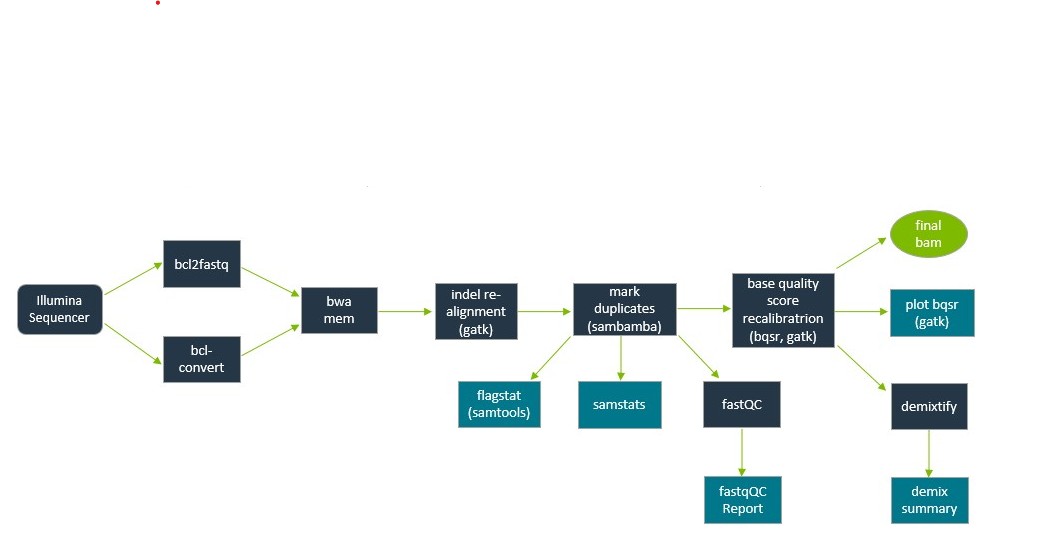 Illumina
Sequencer
bcl2fastq
bcl-
convert
bwa
mem
indel re-
alignment
(gatk)
mark
duplicates
(sambamba)
flagstat
(samtools)
samstats
fastQC
fastqQC
Report
base quality
score
recalibratrion
(bqsr, gatk)
final
bam
plot bqsr
(gatk)
demixtify
demix
summary